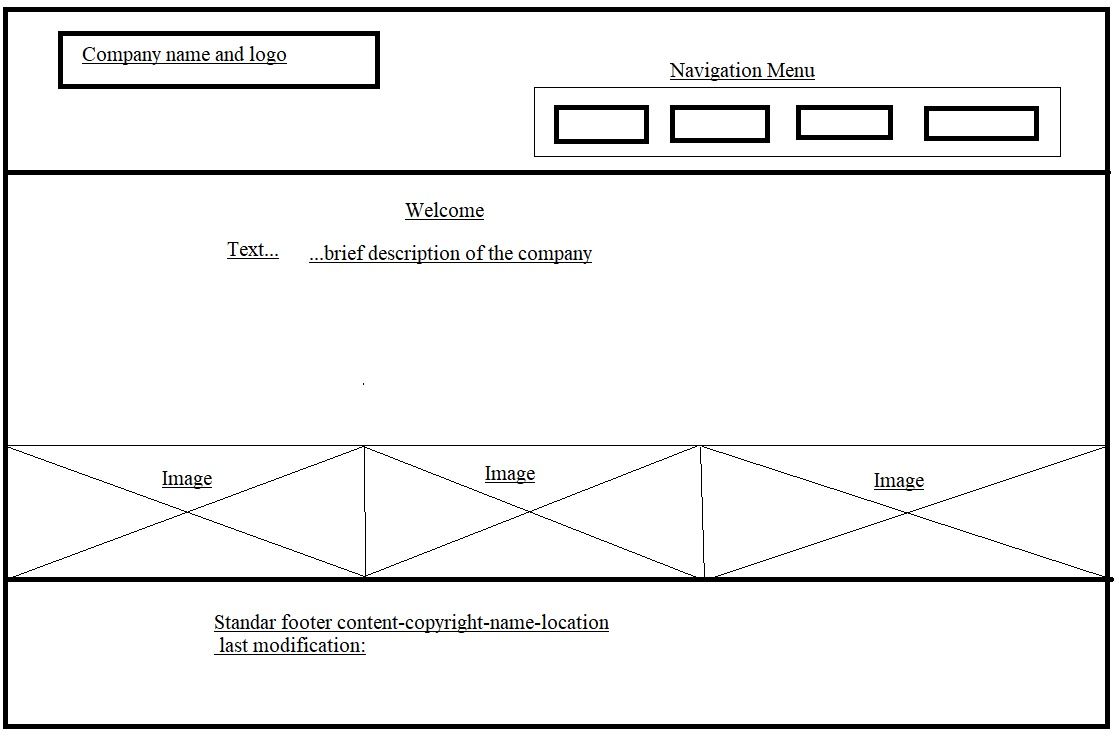 Company name and logo
Navigation Menu
Welcome
Text... ...brief description of the company
Image Image Image
Standar footer content-copyright-name-location
last modification: